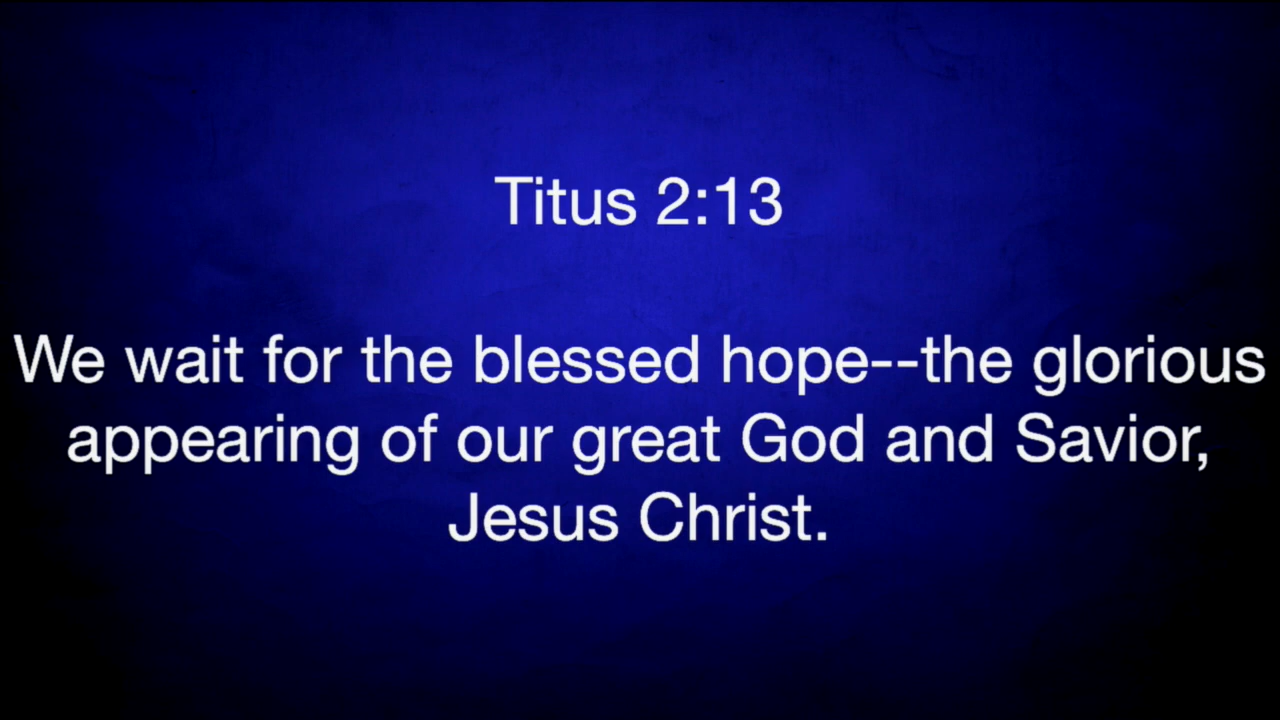 Titus 2:13
We wait for the blessed hope--the glorious
appearing of our great God and Savior,
Jesus Christ.